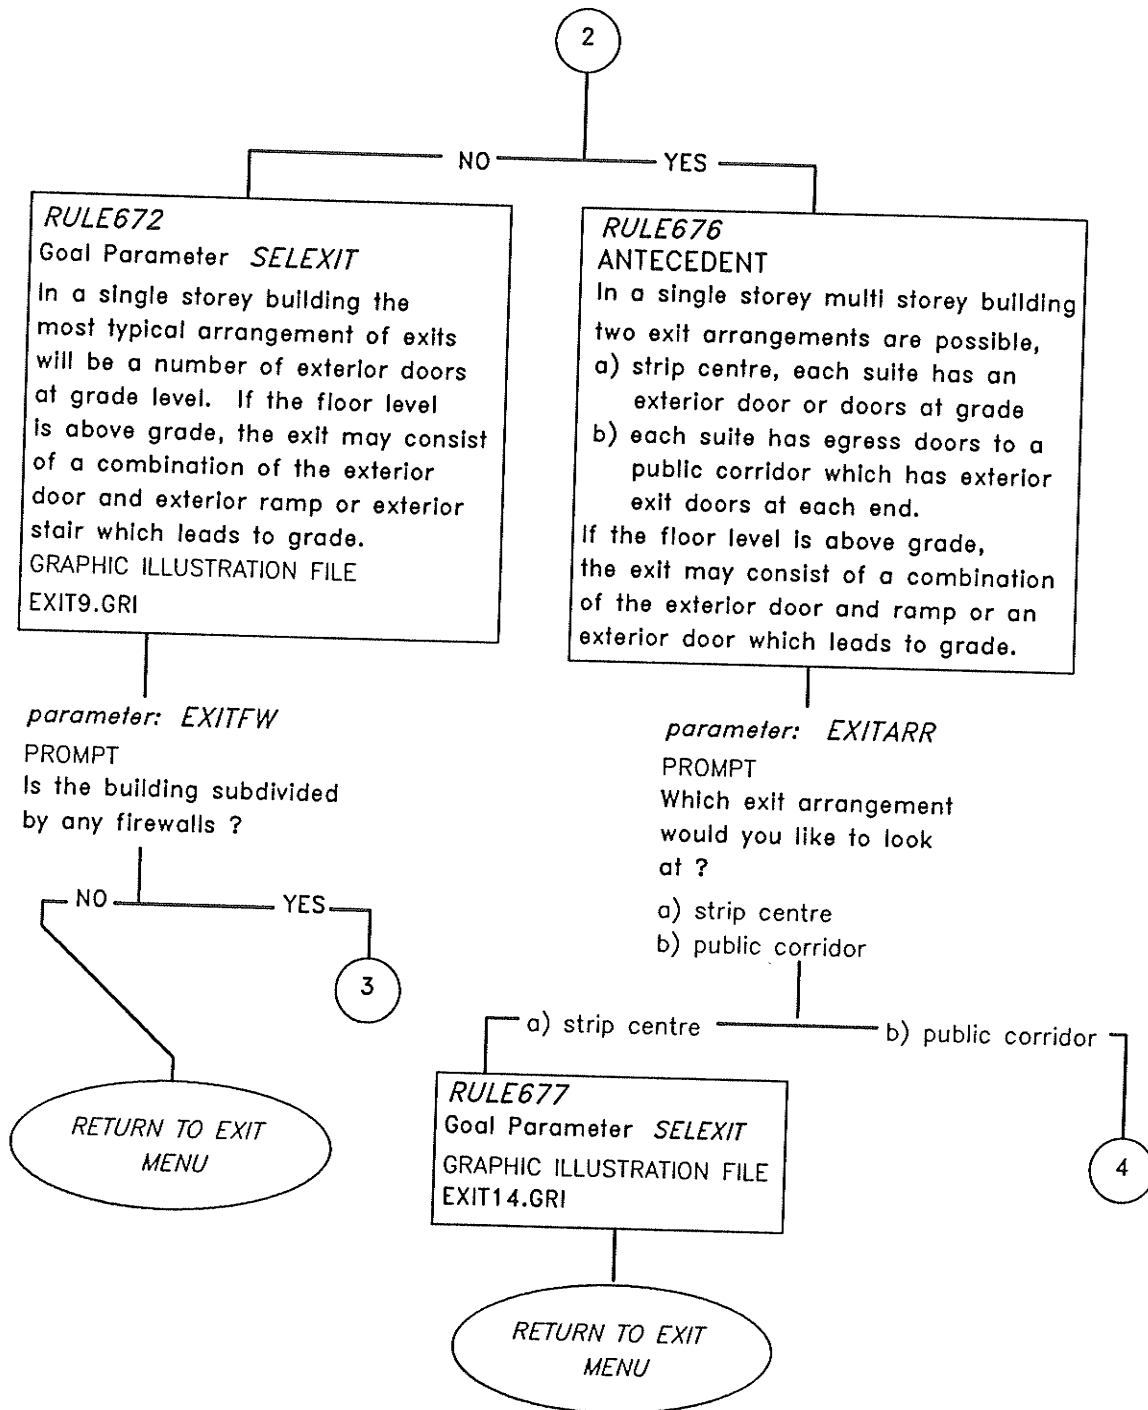 2
NO
YES
RULE672
Goal Parameter SELEXIT
In a single storey building the
most typical arrangement of exits
will be a number of exterior doors
at grade level. If the floor level
is above grade, the exit may consist
of a combination of the exterior
door and exterior ramp or exterior
stair which leads to grade.
GRAPHIC ILLUSTRATION FILE
EXIT9.GRI
RULE676
ANTECEDENT
In a single storey multi storey building
two exit arrangements are possible,
a) strip centre, each suite has an
exterior door or doors at grade
b) each suite has egress doors to a
public corridor which has exterior
exit doors at each end.
If the floor level is above grade,
the exit may consist of a combination
of the exterior door and ramp or an
exterior door which leads to grade.
parameter: EXITFW
PROMPT
Is the building subdivided
by any firewalls ?
NO
YES
3
RETURN TO EXIT
MENU
parameter: EXITARR
PROMPT
Which exit arrangement
would you like to look
at ?
a) strip centre
b) public corridor
a) strip centre
b) public corridor
RULE677
Goal Parameter SELEXIT
GRAPHIC ILLUSTRATION FILE
EXIT14.GRI
4
RETURN TO EXIT
MENU